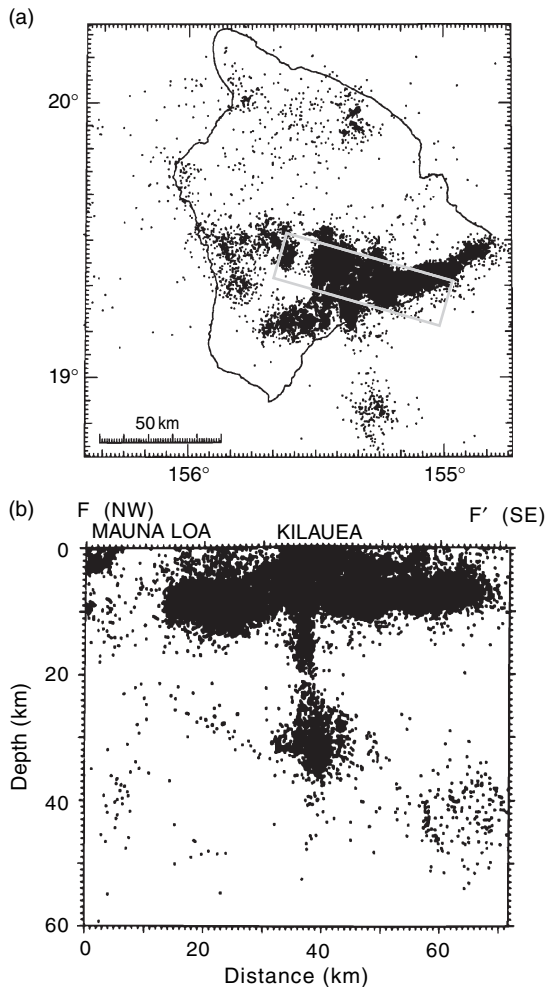 (a)
20°
19°
50 km
156° 155°
(b) F (NW) F′ (SE)
MAUNA LOA KILAUEA
0
20
40
60
Depth (km)
0 20 40 60
Distance (km)